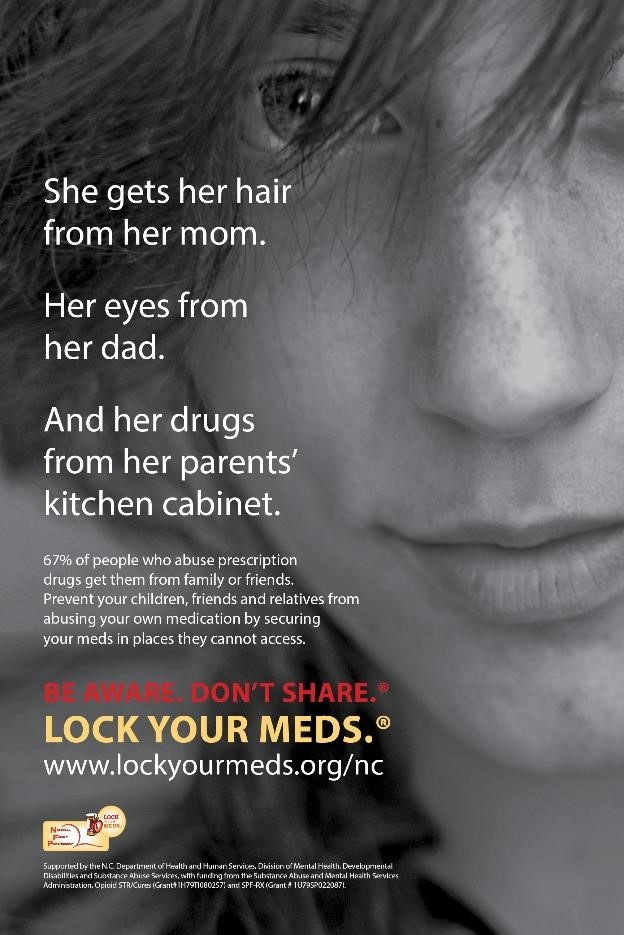 She gets her hair
from her mom.
Her eyes from
her dad.
And her drugs
from her parents’
kitchen cabinet.
67% of people who abuse prescription
drugs get them from family or friends.
Prevent your children, friends and relatives from
abusing your own medication by securing
your meds in places they cannot access.
BE AWARE. DON’T SHARE.®
LOCK YOUR MEDS.®
www.lockyourmeds.org/nc
LOCK
MEDS.
National
Family
Partnership
Supported by the N.C. Department of Health and Human Services, Division of Mental Health, Developmental
Disabilities and Substance Abuse Services, with funding from the Substance Abuse and Mental Health Services
Administration, Opioid STR/Cures (Grant#1H79TI080257) and SPF-RX (Grant # 1U79SP022087).